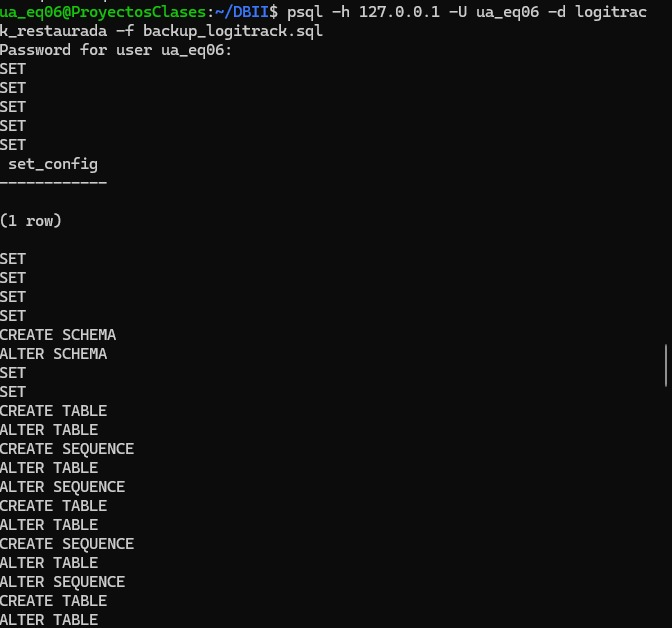 ua_eq06@ProyectosClases:~/DBII$ psql -h 127.0.0.1 -U ua_eq06 -d logitrac
k_restaurada -f backup_logitrack.sql
Password for user ua_eq06:
SET
SET
SET
SET
SET
 set_config
------------

(1 row)

SET
SET
SET
SET
CREATE SCHEMA
ALTER SCHEMA
SET
SET
CREATE TABLE
ALTER TABLE
CREATE SEQUENCE
ALTER TABLE
ALTER SEQUENCE
CREATE TABLE
ALTER TABLE
CREATE SEQUENCE
ALTER TABLE
ALTER SEQUENCE
CREATE TABLE
ALTER TABLE